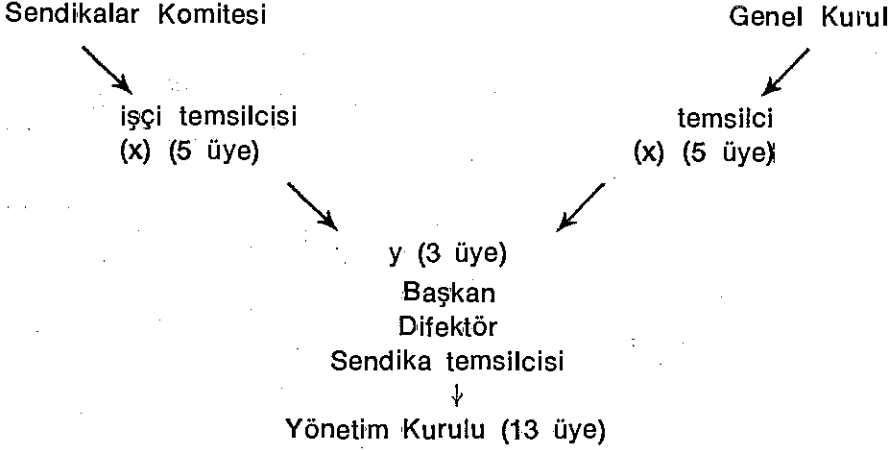 Sendikalar Komitesi
Genel Kurul
işçi temsilcisi
(x) (5 üye)
temsilci
(x) (5 üye)
y (3 üye)
Başkan
Difektör
Sendika temsilcisi
Yönetim Kurulu (13 üye)